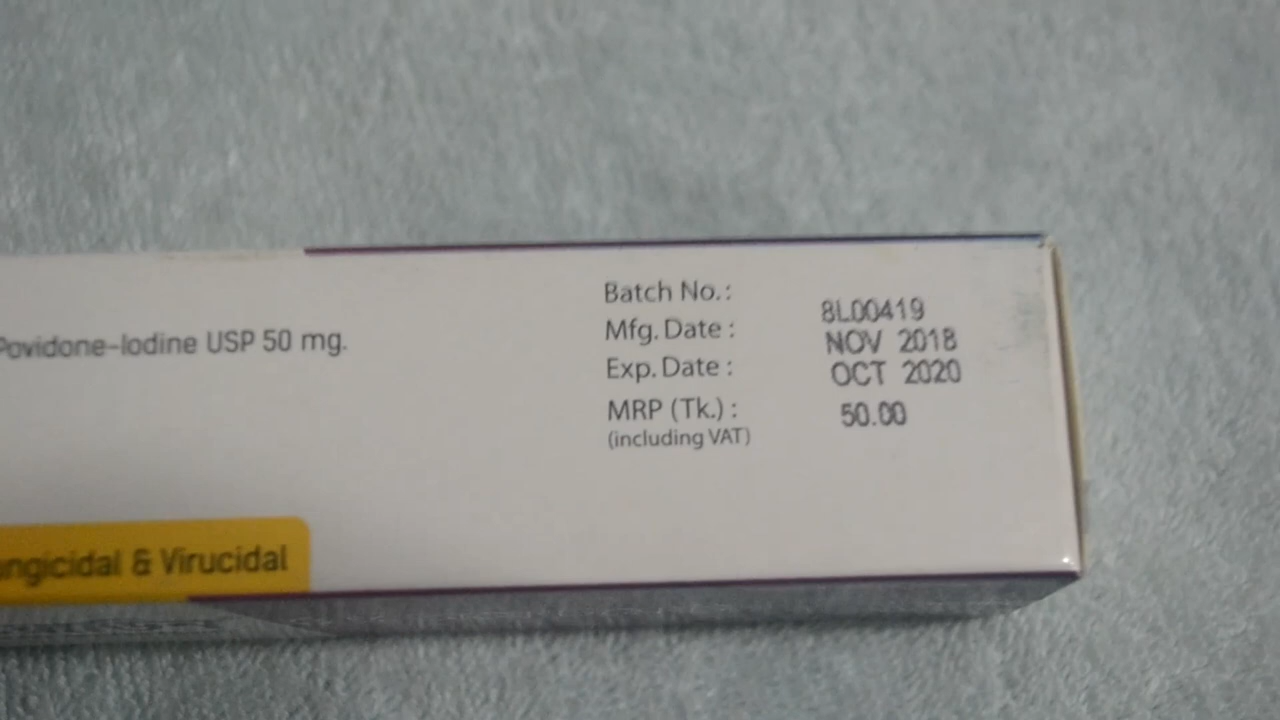 Povidone-Iodine USP 50 mg.
Batch No.: 8L00419
Mfg. Date: NOV 2018
Exp. Date: OCT 2020
MRP (Tk.): 50.00
(including VAT)
& Virucidal